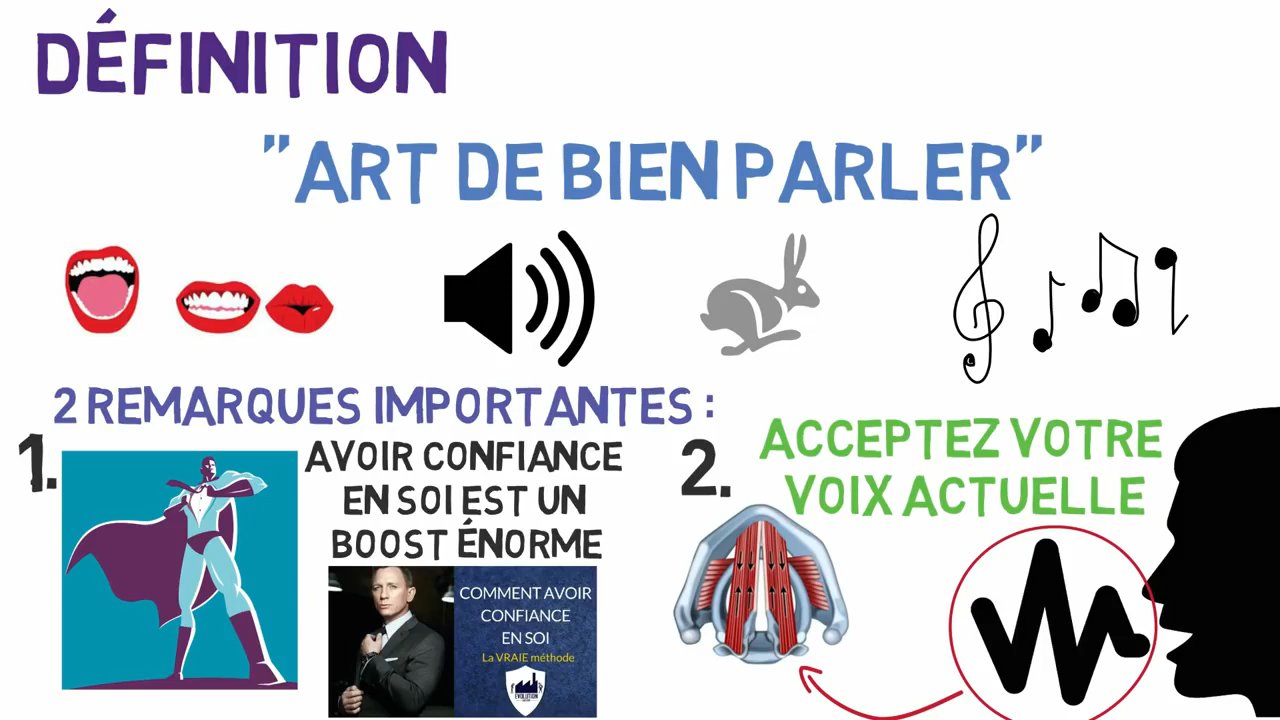 DÉFINITION
"ART DE BIEN PARLER"
2 REMARQUES IMPORTANTES :
1.
AVOIR CONFIANCE
EN SOI EST UN
BOOST ÉNORME
COMMENT AVOIR
CONFIANCE
EN SOI
La VRAIE méthode
EVOLUTION
2.
ACCEPTEZ VOTRE
VOIX ACTUELLE